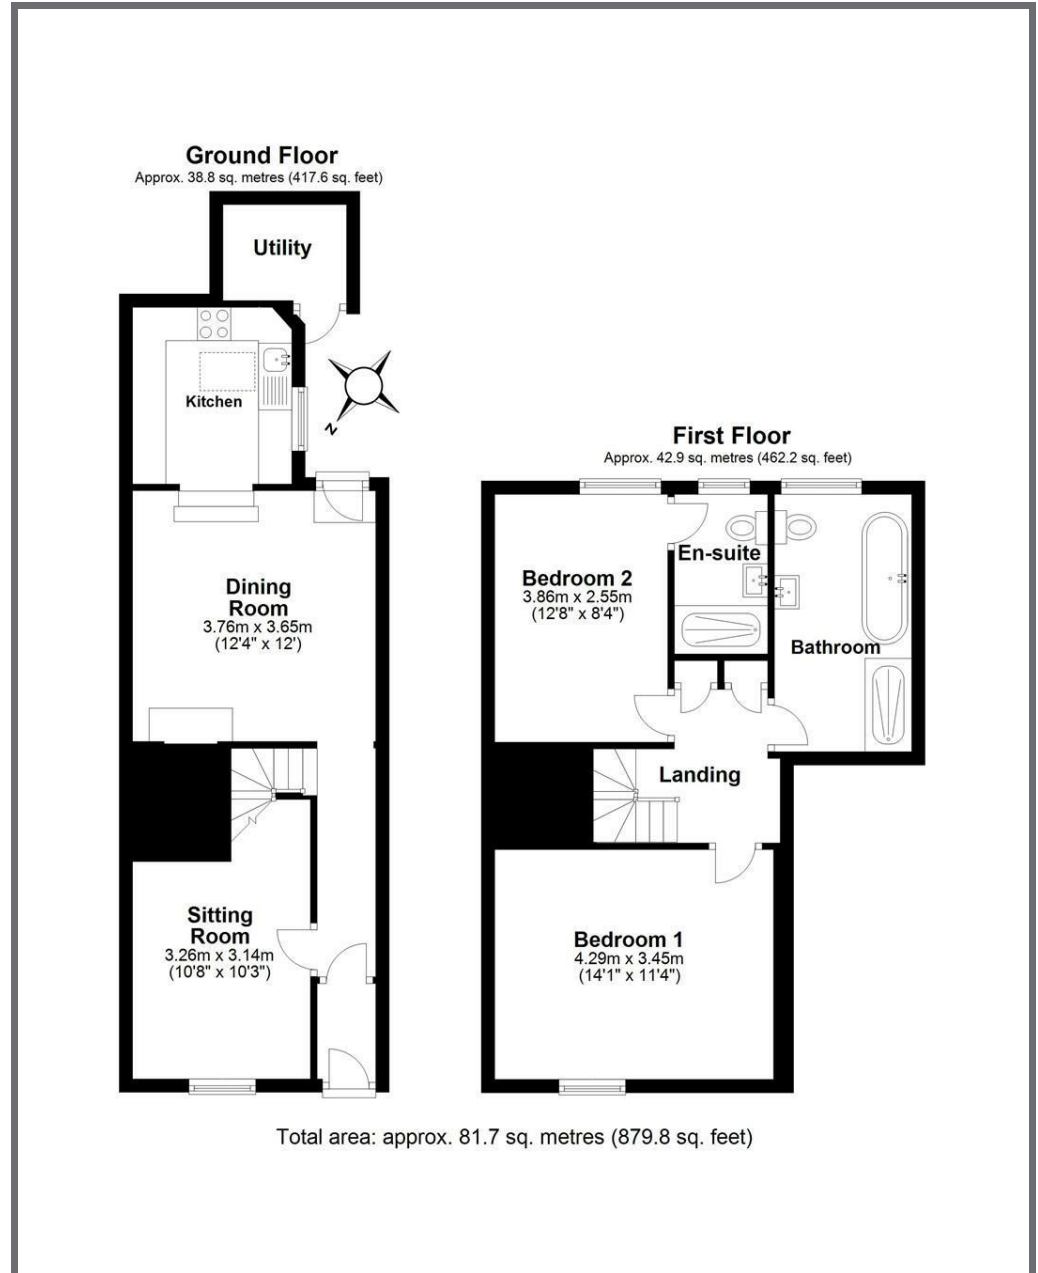 Ground Floor
Approx. 38.8 sq. metres (417.6 sq. feet)
Utility
Kitchen
N
Dining
Room
3.76m x 3.65m
(12'4" x 12')
Sitting
Room
3.26m x 3.14m
(10'8" x 10'3")
First Floor
Approx. 42.9 sq. metres (462.2 sq. feet)
Bedroom 2
3.86m x 2.55m
(12'8" x 8'4")
En-suite
Bathroom
Landing
Bedroom 1
4.29m x 3.45m
(14'1" x 11'4")
Total area: approx. 81.7 sq. metres (879.8 sq. feet)